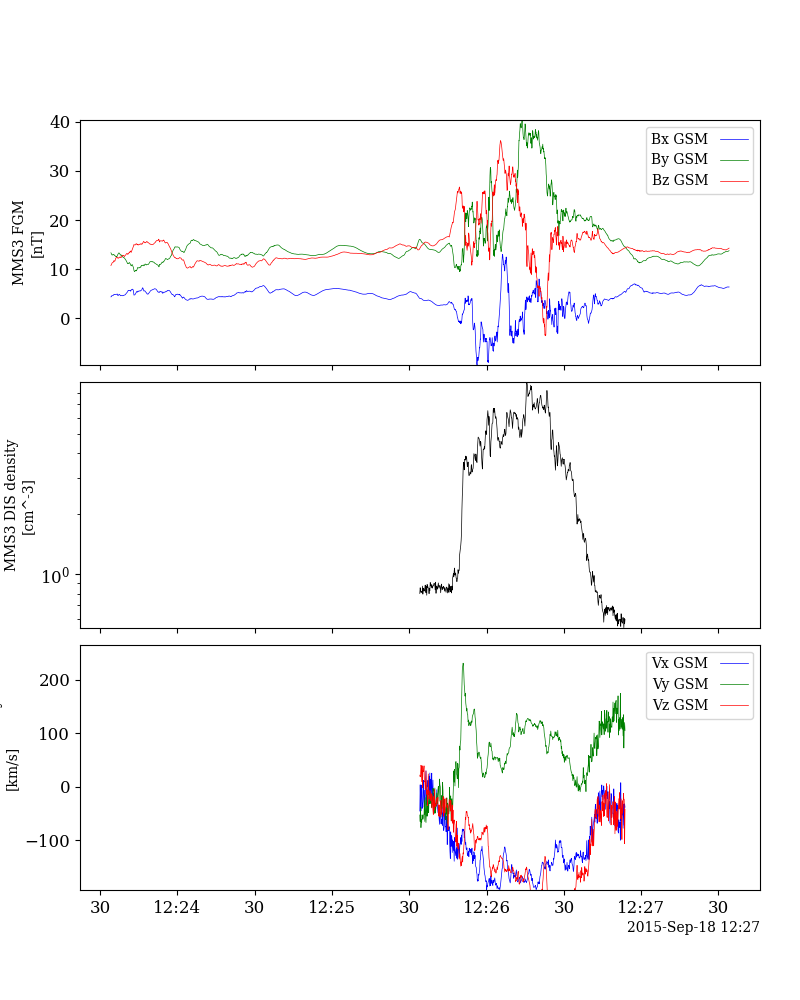 40
30
20
10
0
MMS3 FGM
[nT]
Bx GSM
By GSM
Bz GSM
10^0
MMS3 DIS density
[cm^-3]
200
100
0
−100
[km/s]
Vx GSM
Vy GSM
Vz GSM
30 12:24 30 12:25 30 12:26 30 12:27 30
2015-Sep-18 12:27